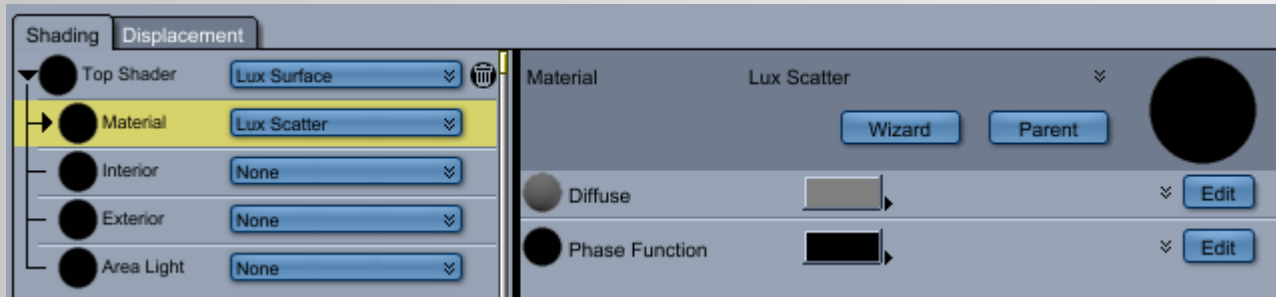 Shading Displacement
Top Shader Lux Surface
Material Lux Scatter
Interior None
Exterior None
Area Light None
Material Lux Scatter
Wizard Parent
Diffuse Edit
Phase Function Edit